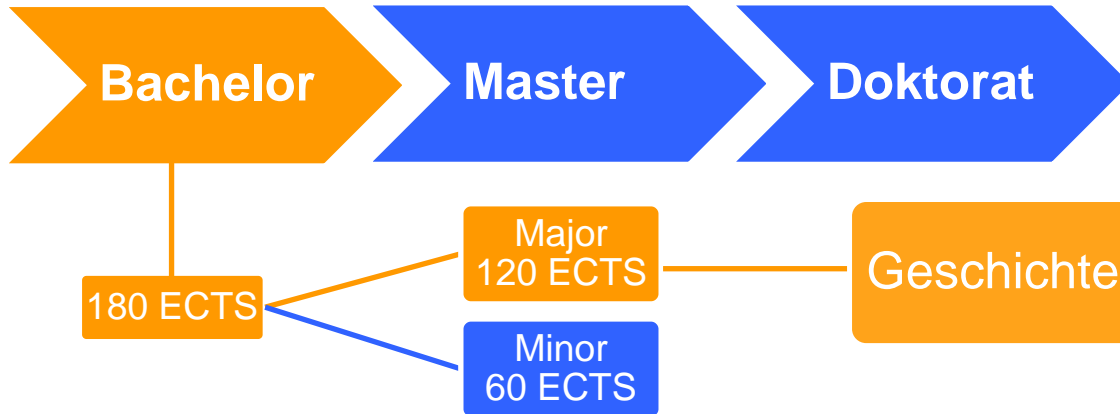 Bachelor
Master
Doktorat
180 ECTS
Major
120 ECTS
Minor
60 ECTS
Geschichte